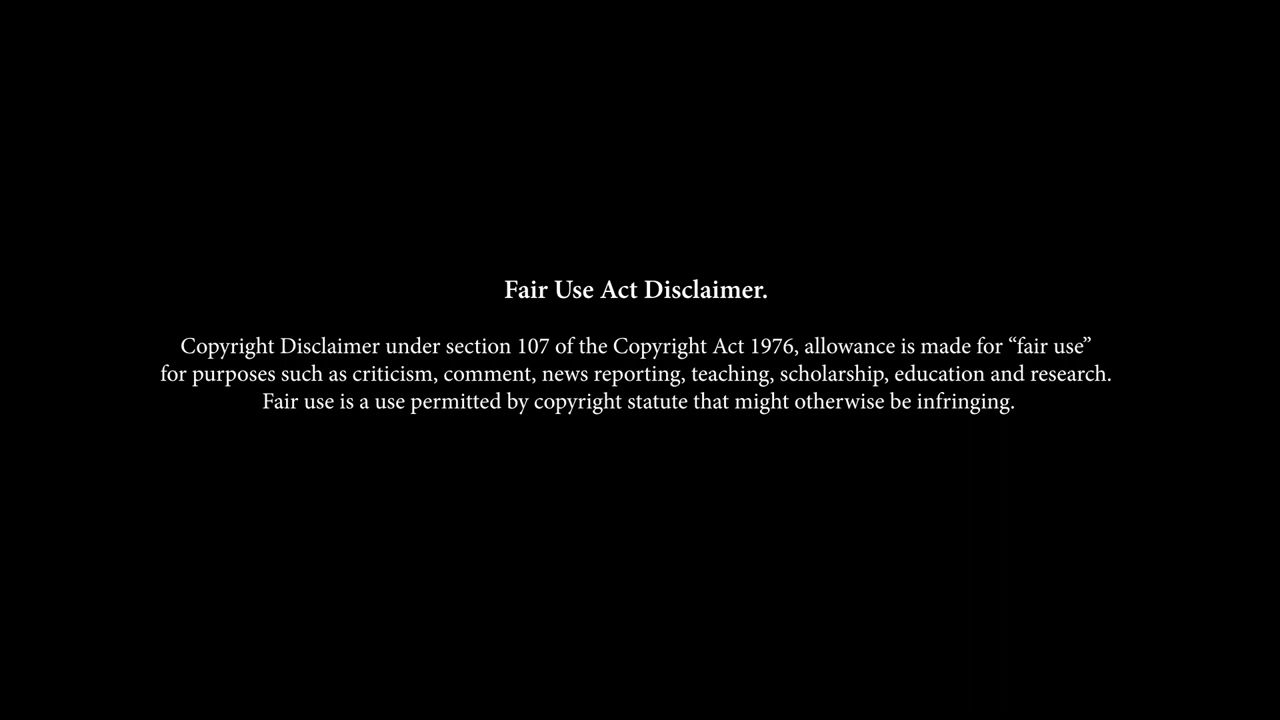 Fair Use Act Disclaimer.
Copyright Disclaimer under section 107 of the Copyright Act 1976, allowance is made for “fair use”
for purposes such as criticism, comment, news reporting, teaching, scholarship, education and research.
Fair use is a use permitted by copyright statute that might otherwise be infringing.